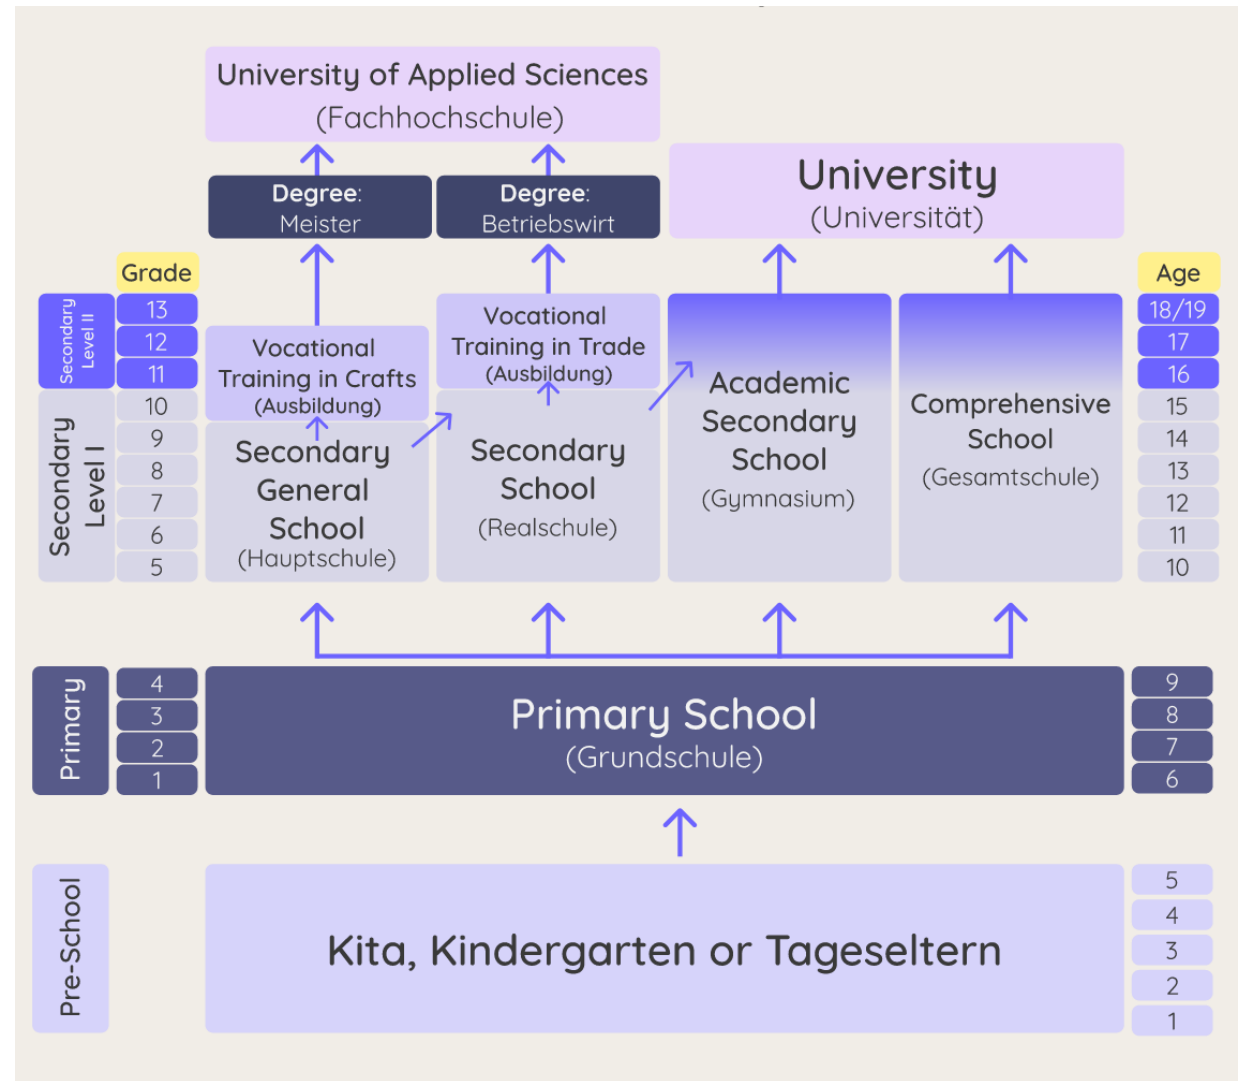 University of Applied Sciences
(Fachhochschule)
Degree:
Meister
Degree:
Betriebswirt
University
(Universität)
Grade
Age
Secondary
Level II
13
12
11
Secondary
Level I
10
9
8
7
6
5
Vocational
Training in Crafts
(Ausbildung)
Secondary
General
School
(Hauptschule)
Vocational
Training in Trade
(Ausbildung)
Secondary
School
(Realschule)
Academic
Secondary
School
(Gymnasium)
Comprehensive
School
(Gesamtschule)
18/19
17
16
15
14
13
12
11
10
Primary
4
3
2
1
Primary School
(Grundschule)
9
8
7
6
Pre-School
Kita, Kindergarten or Tageseltern
5
4
3
2
1